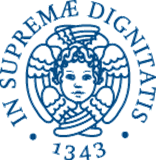 IN SUPREMÆ DIGNITATIS
· 1343 ·